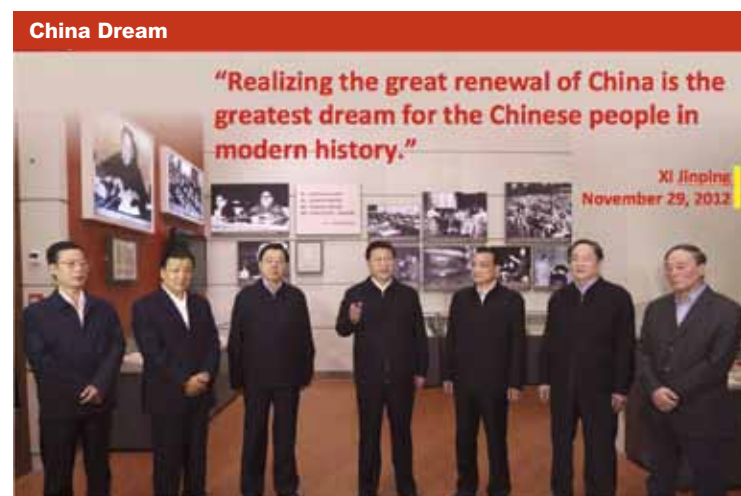 China Dream
“Realizing the great renewal of China is the
greatest dream for the Chinese people in
modern history.”
Xi Jinping
November 29, 2012